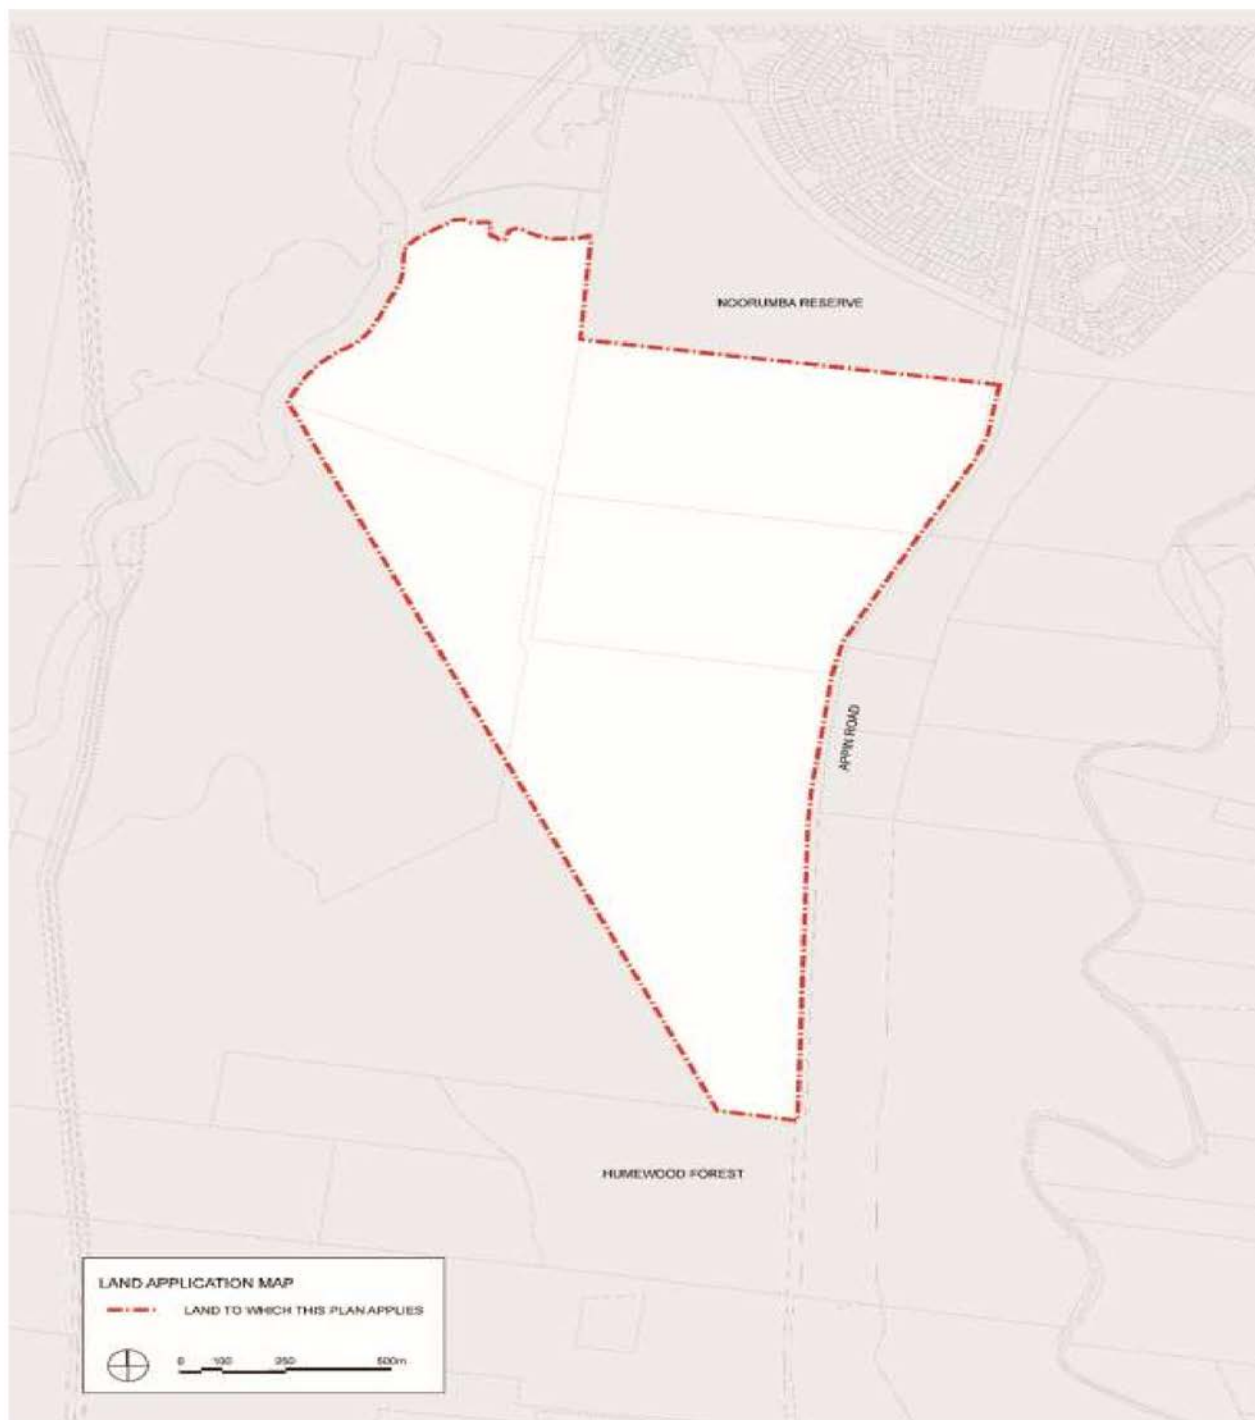 NOORUMBA RESERVE
APPIN ROAD
HUMEWOOD FOREST
LAND APPLICATION MAP
LAND TO WHICH THIS PLAN APPLIES
0 100 250 500m